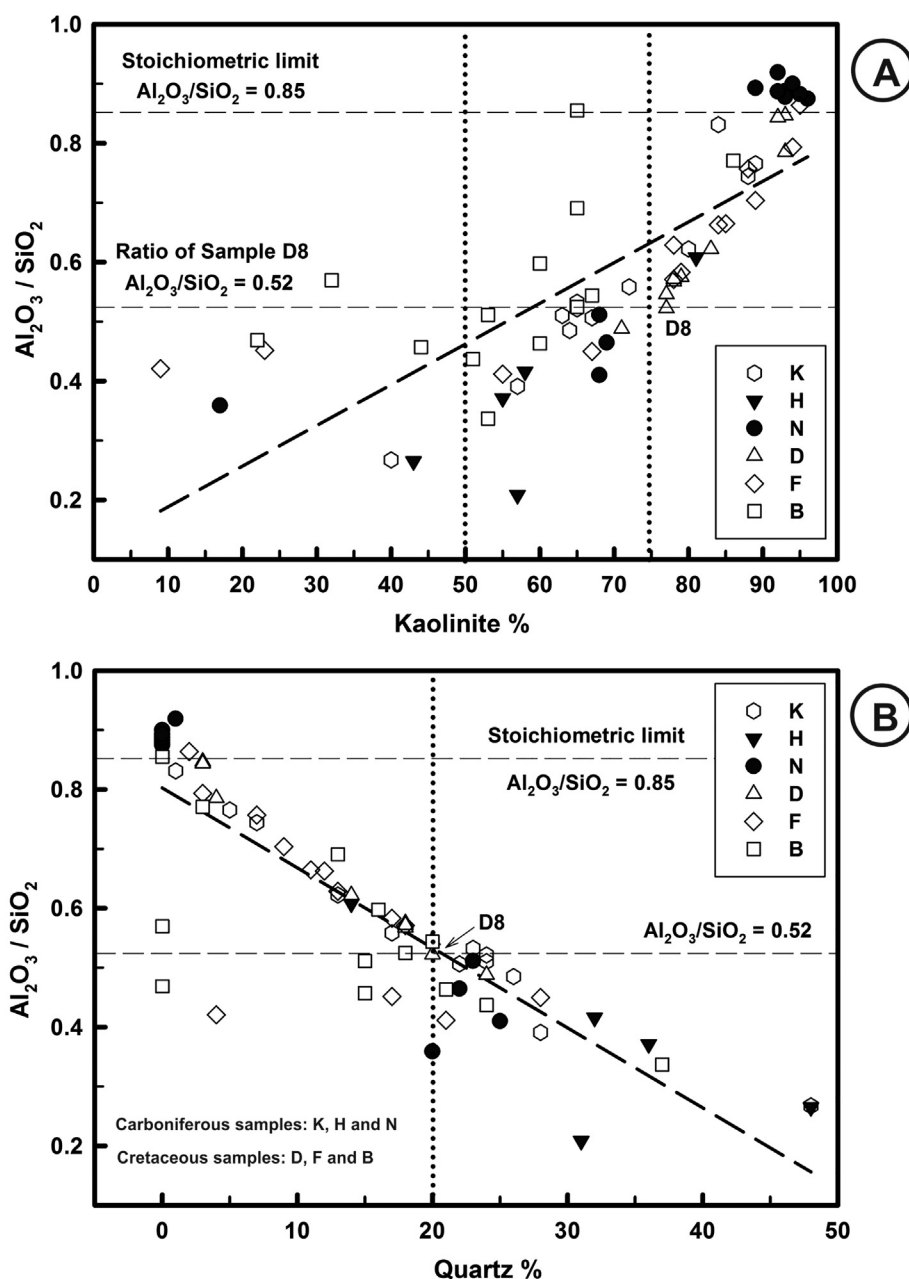 A
1.0
0.8
0.6
0.4
0.2
Al₂O₃ / SiO₂
Stoichiometric limit
Al₂O₃/SiO₂ = 0.85
Ratio of Sample D8
Al₂O₃/SiO₂ = 0.52
D8
K
H
N
D
F
B
0 10 20 30 40 50 60 70 80 90 100
Kaolinite %
B
1.0
0.8
0.6
0.4
0.2
Al₂O₃ / SiO₂
K
H
N
D
F
B
Stoichiometric limit
Al₂O₃/SiO₂ = 0.85
D8
Al₂O₃/SiO₂ = 0.52
Carboniferous samples: K, H and N
Cretaceous samples: D, F and B
0 10 20 30 40 50
Quartz %